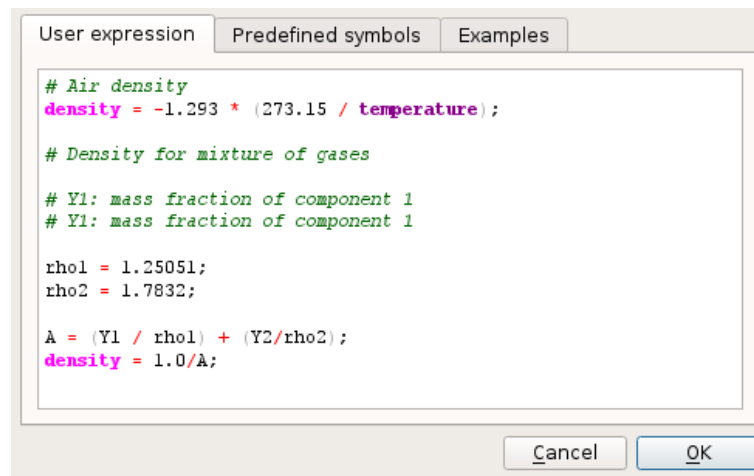 User expression Predefined symbols Examples
# Air density
density = -1.293 * (273.15 / temperature);
# Density for mixture of gases
# Y1: mass fraction of component 1
# Y1: mass fraction of component 1
rho1 = 1.25051;
rho2 = 1.7832;
A = (Y1 / rho1) + (Y2/rho2);
density = 1.0/A;
Cancel OK